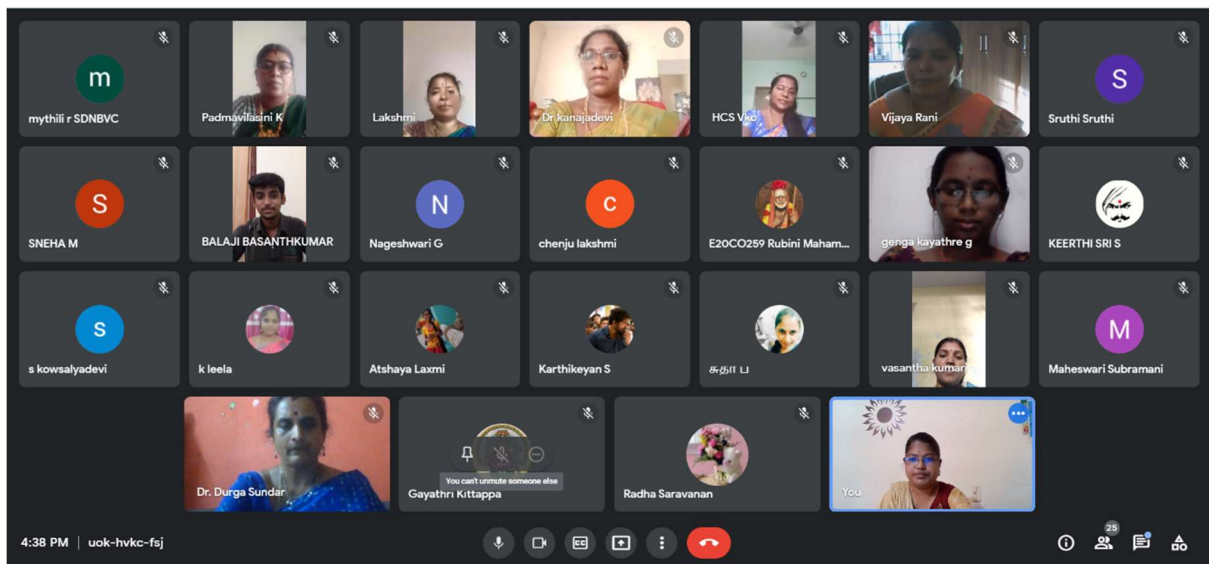 m
mythili r SDNBVC
Padmavilasini K
Lakshmi
Dr kanajadevi
HCS Vkc
Vijaya Rani
S
Sruthi Sruthi
S
SNEHA M
BALAJI BASANTHKUMAR
N
Nageshwari G
c
chenju lakshmi
E20CO259 Rubini Maham...
genga kayathre g
KEERTHI SRI S
s
s kowsalyadevi
k leela
Atshaya Laxmi
Karthikeyan S
சுதா ப
vasantha kumari
M
Maheswari Subramani
Dr. Durga Sundar
You can't unmute someone else
Gayathri Kittappa
Radha Saravanan
You
4:38 PM | uok-hvkc-fsj
CC
25